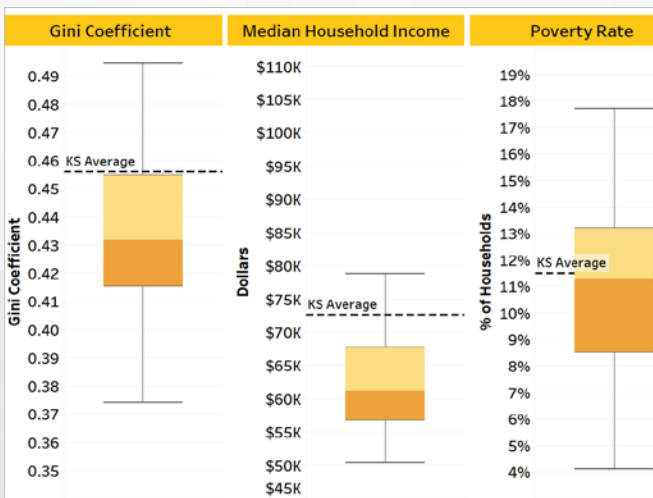 Gini Coefficient
Median Household Income
Poverty Rate
Gini Coefficient
0.49
0.48
0.47
0.46
0.45
0.44
0.43
0.42
0.41
0.40
0.39
0.38
0.37
0.36
0.35
KS Average
Dollars
$110K
$105K
$100K
$95K
$90K
$85K
$80K
$75K
$70K
$65K
$60K
$55K
$50K
$45K
KS Average
% of Households
19%
18%
17%
16%
15%
14%
13%
12%
11%
10%
9%
8%
7%
6%
5%
4%
KS Average